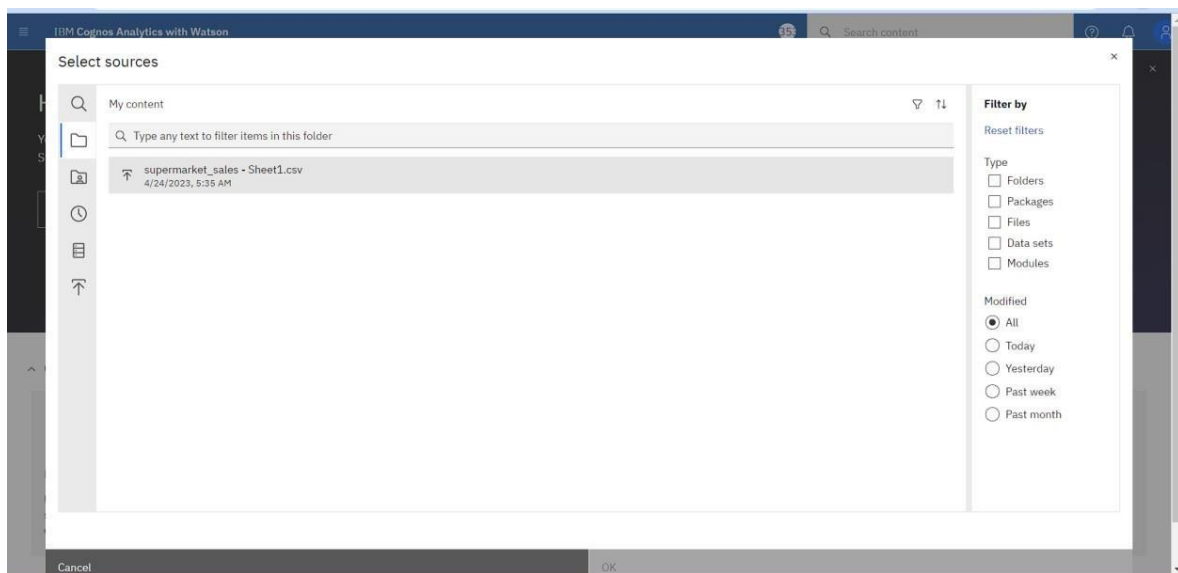 IBM Cognos Analytics with Watson
Search content
Select sources
My content
Type any text to filter items in this folder
supermarket_sales - Sheet1.csv
4/24/2023, 5:35 AM
Filter by
Reset filters
Type
Folders
Packages
Files
Data sets
Modules
Modified
All
Today
Yesterday
Past week
Past month
Cancel
OK